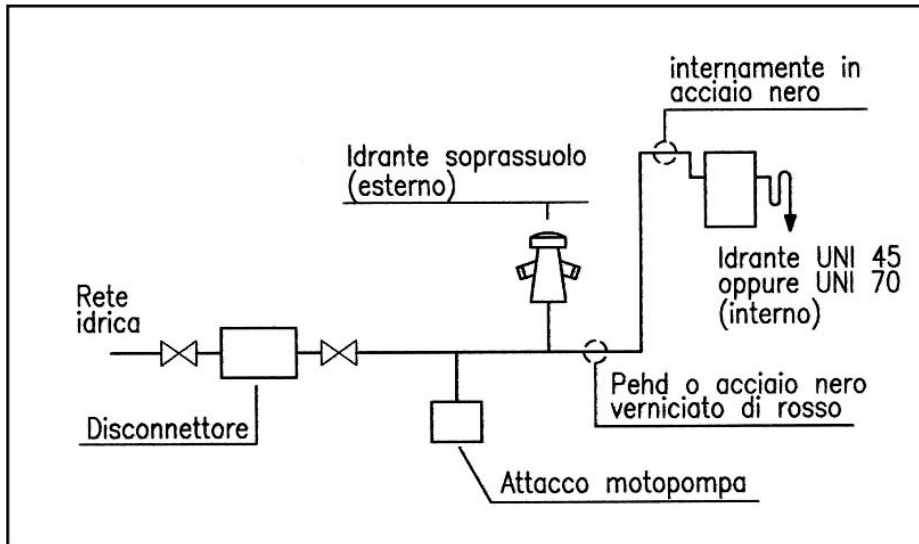 internamente in
acciaio nero
Idrante soprassuolo
(esterno)
Idrante UNI 45
oppure UNI 70
(interno)
Rete
idrica
Pehd o acciaio nero
verniciato di rosso
Disconnettore
Attacco motopompa